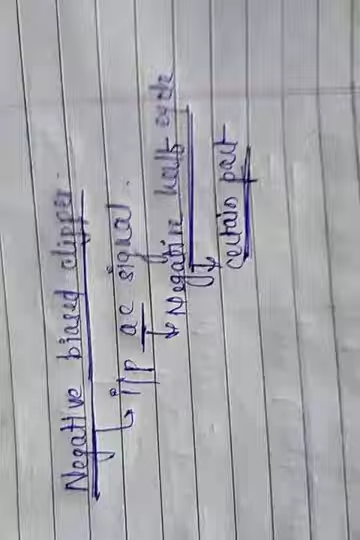 Negative biased clipper.
↳ i/p ac signal.
↓ Negative half cycle
↓
certain part